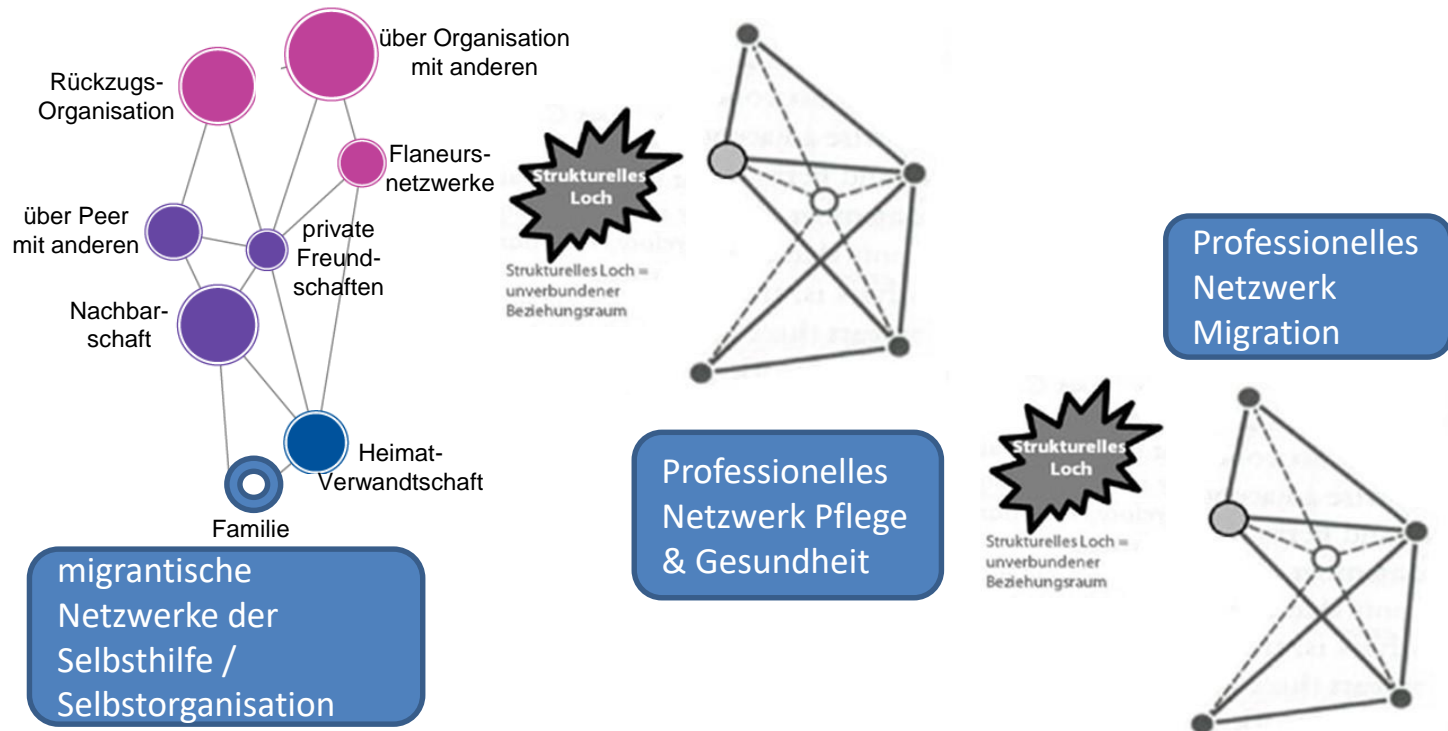 über Organisation
mit anderen
Rückzugs-
Organisation
Flaneurs-
netzwerke
über Peer
mit anderen
private
Freund-
schaften
Nachbar-
schaft
Heimat-
Verwandtschaft
Familie
migrantische
Netzwerke der
Selbsthilfe /
Selbstorganisation
Strukturelles
Loch
Strukturelles Loch =
unverbundener
Beziehungsraum
Professionelles
Netzwerk Pflege
& Gesundheit
Strukturelles
Loch
Strukturelles Loch =
unverbundener
Beziehungsraum
Professionelles
Netzwerk
Migration